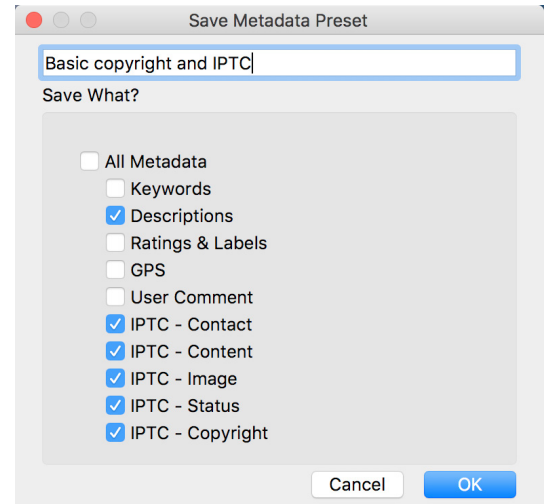 Save Metadata Preset
Basic copyright and IPTC
Save What?
All Metadata
Keywords
Descriptions
Ratings & Labels
GPS
User Comment
IPTC - Contact
IPTC - Content
IPTC - Image
IPTC - Status
IPTC - Copyright
Cancel OK